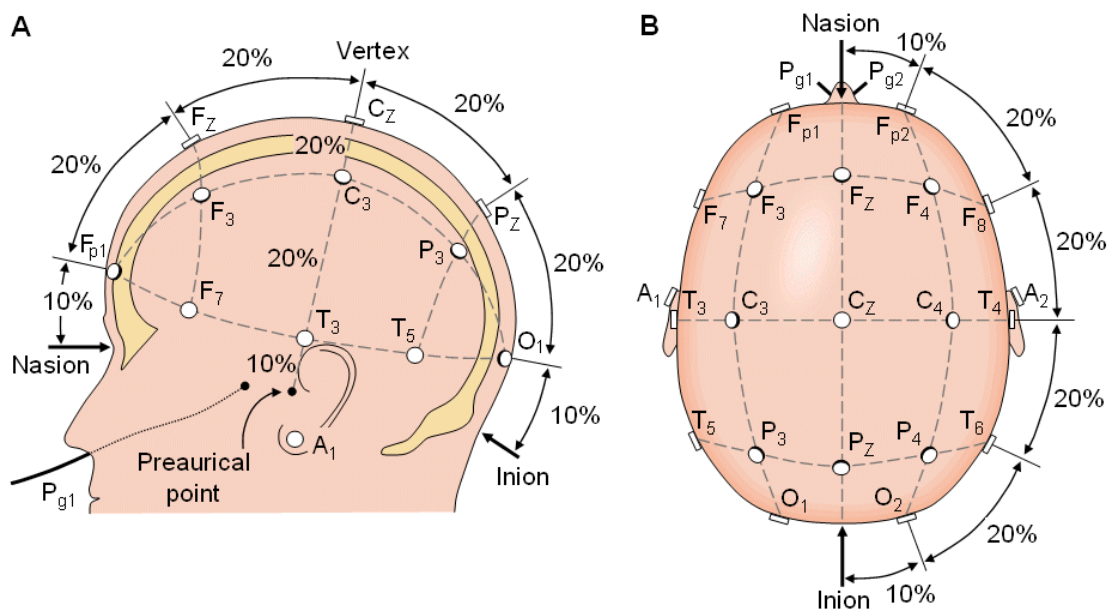 A
20%
Vertex
F_Z
C_Z
20%
20%
20%
F_3
C_3
P_Z
F_p1
P_3
20%
20%
10%
F_7
T_3
T_5
O_1
Nasion
10%
10%
A_1
Preaurical
point
Inion
P_g1
B
Nasion
10%
P_g1
P_g2
F_p1
F_p2
20%
F_7
F_3
F_Z
F_4
F_8
20%
A_1
T_3
C_3
C_Z
C_4
T_4
A_2
20%
T_5
P_3
P_Z
P_4
T_6
O_1
O_2
20%
Inion
10%